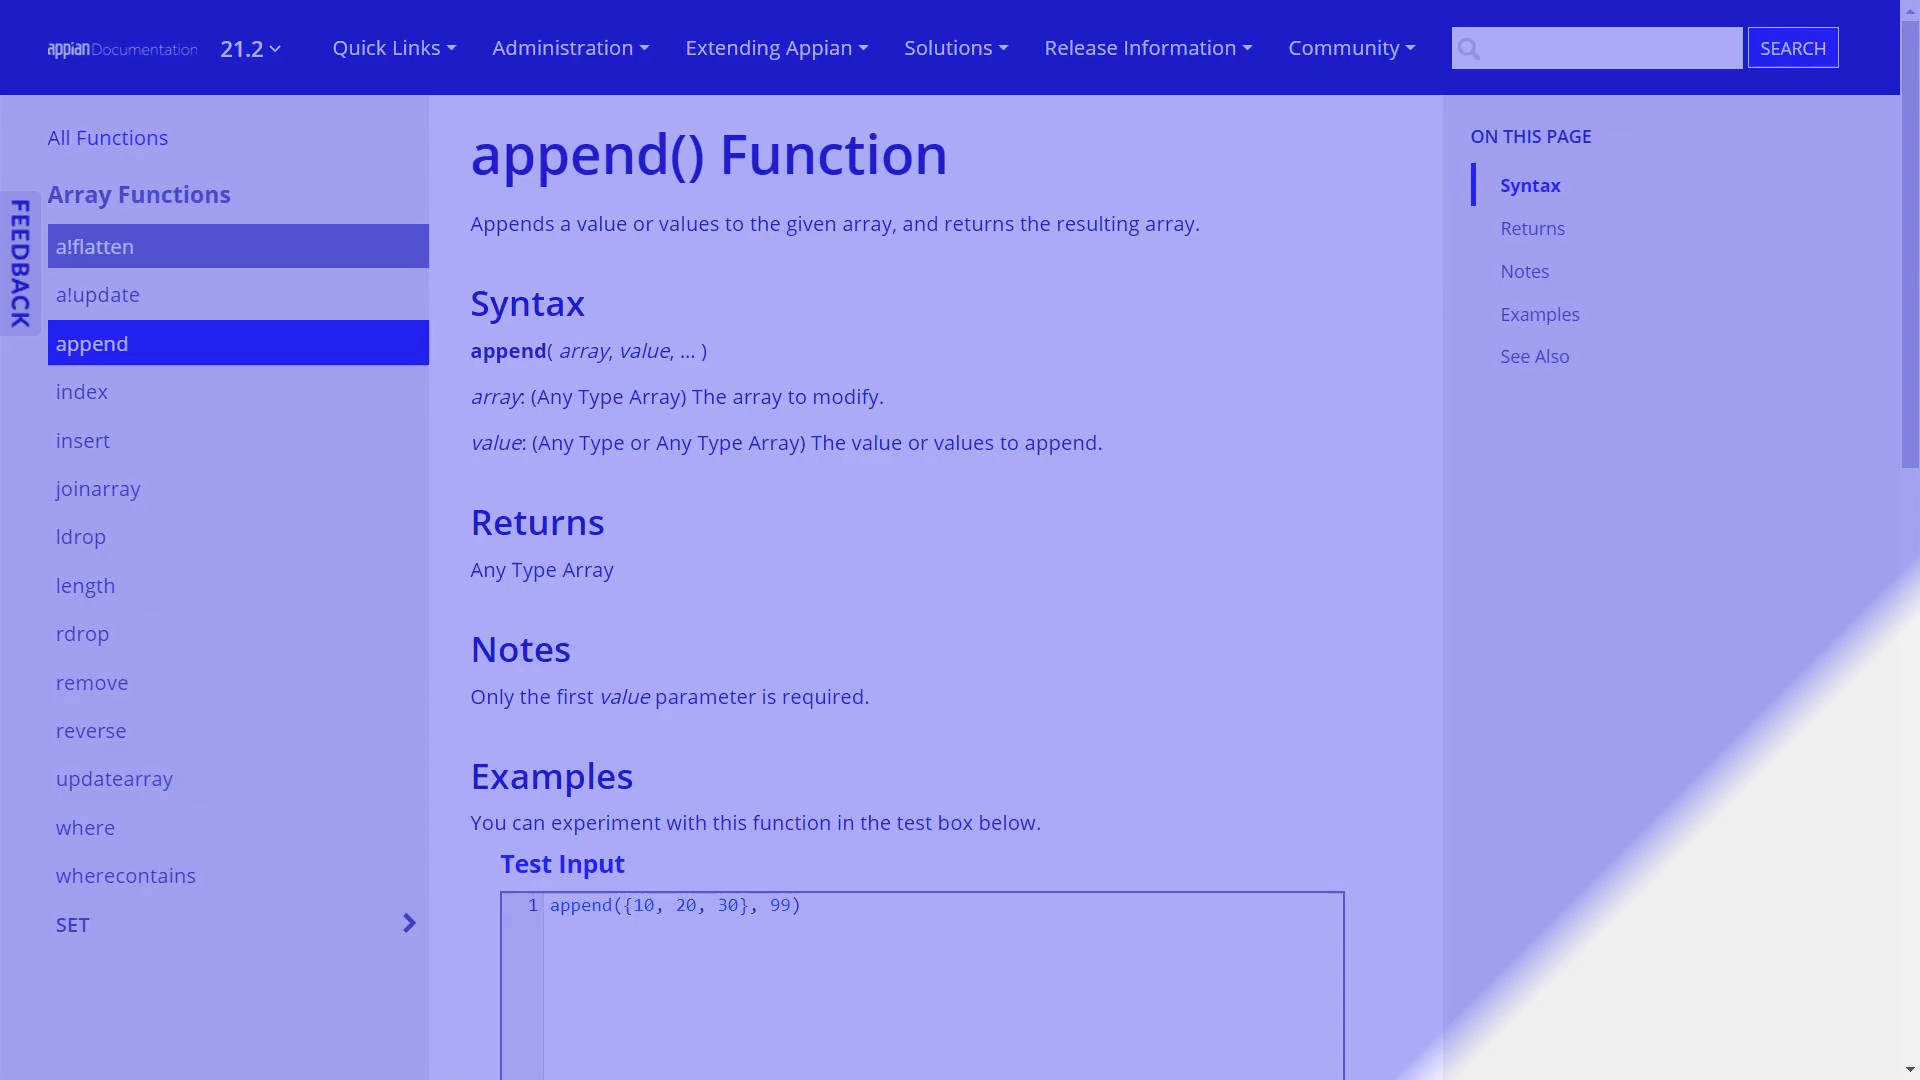 appian Documentation 21.2 Quick Links Administration Extending Appian Solutions Release Information Community SEARCH
All Functions
Array Functions
a!flatten
a!update
append
index
insert
joinarray
ldrop
length
rdrop
remove
reverse
updatearray
where
wherecontains
SET
FEEDBACK
append() Function
Appends a value or values to the given array, and returns the resulting array.
Syntax
append( array, value, ... )
array: (Any Type Array) The array to modify.
value: (Any Type or Any Type Array) The value or values to append.
Returns
Any Type Array
Notes
Only the first value parameter is required.
Examples
You can experiment with this function in the test box below.
Test Input
1 append({10, 20, 30}, 99)
ON THIS PAGE
Syntax
Returns
Notes
Examples
See Also